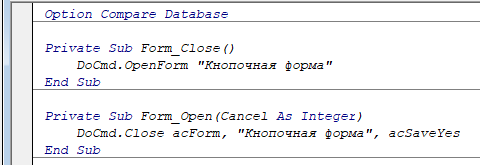 Option Compare Database
Private Sub Form_Close()
DoCmd.OpenForm "Кнопочная форма"
End Sub
Private Sub Form_Open(Cancel As Integer)
DoCmd.Close acForm, "Кнопочная форма", acSaveYes
End Sub